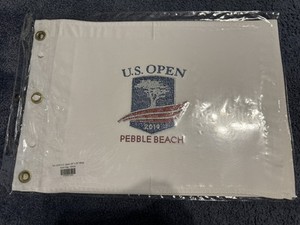 U.S. OPEN
2019
PEBBLE BEACH